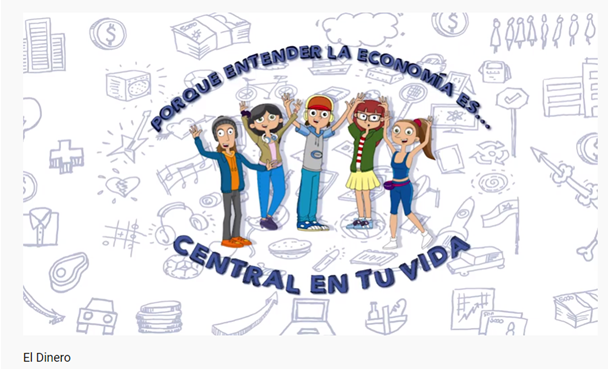 PORQUE ENTENDER LA ECONOMÍA ES...
CENTRAL EN TU VIDA
El Dinero